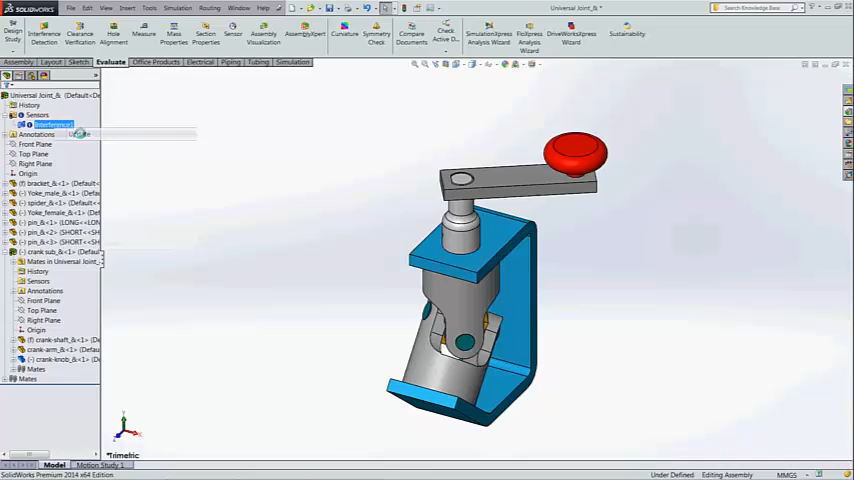 SOLIDWORKS File Edit View Insert Tools Routing Window Help Universal Joint_& * Search Knowledge Base
Design Study
Interference Detection
Clearance Verification
Hole Alignment
Measure
Mass Properties
Section Properties
Sensor
Assembly Visualization
AssemblyXpert
Curvature
Symmetry Check
Compare Documents
Check Active D...
SimulationXpress Analysis Wizard
FloXpress Analysis Wizard
DriveWorksXpress Wizard
Sustainability
Assembly Layout Sketch Evaluate Office Products Electrical Piping Tubing Simulation
Universal Joint_& (Default<De
History
Sensors
Interference1
Annotations
Front Plane
Top Plane
Right Plane
Origin
(f) bracket_&<1> (Default<
(-) Yoke_male_&<1> (Defau
(-) spider_&<1> (Default<
(-) Yoke_female_&<1> (Def
(-) pin_&<1> (LONG<<LON
(-) pin_&<2> (SHORT<<SH
(-) pin_&<3> (SHORT<<SH
(-) crank sub_&<1> (Defau
Mates in Universal Joint_
History
Sensors
Annotations
Front Plane
Top Plane
Right Plane
Origin
(f) crank-shaft_&<1> (De
crank-arm_&<1> (Defau
(-) crank-knob_&<1> (De
Mates
Mates
Y
X
Z
*Trimetric
Model Motion Study 1
SolidWorks Premium 2014 x64 Edition Under Defined Editing Assembly MMGS